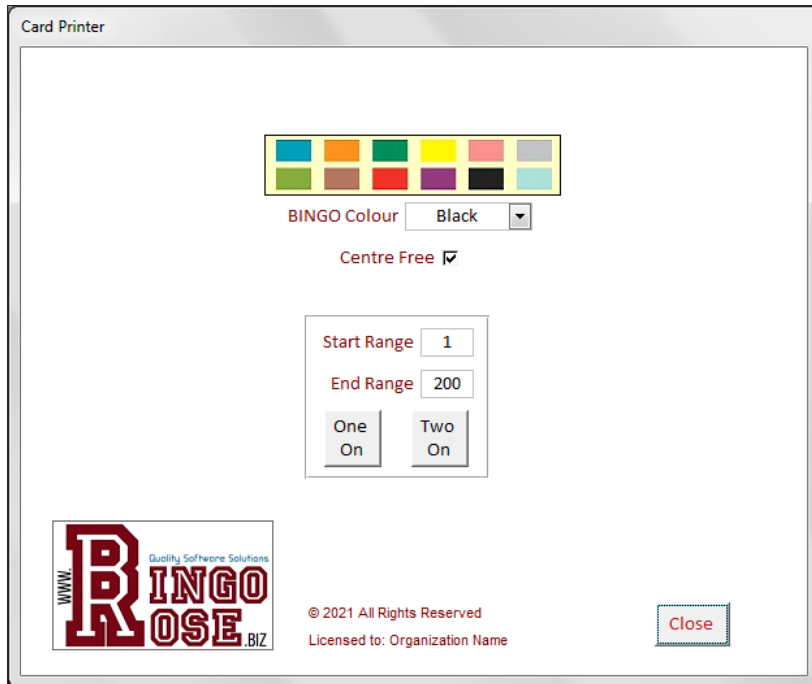 Card Printer
BINGO Colour Black
Centre Free
Start Range 1
End Range 200
One
On
Two
On
WWW.
Quality Software Solutions
BINGO
ROSE.BIZ
© 2021 All Rights Reserved
Licensed to: Organization Name
Close